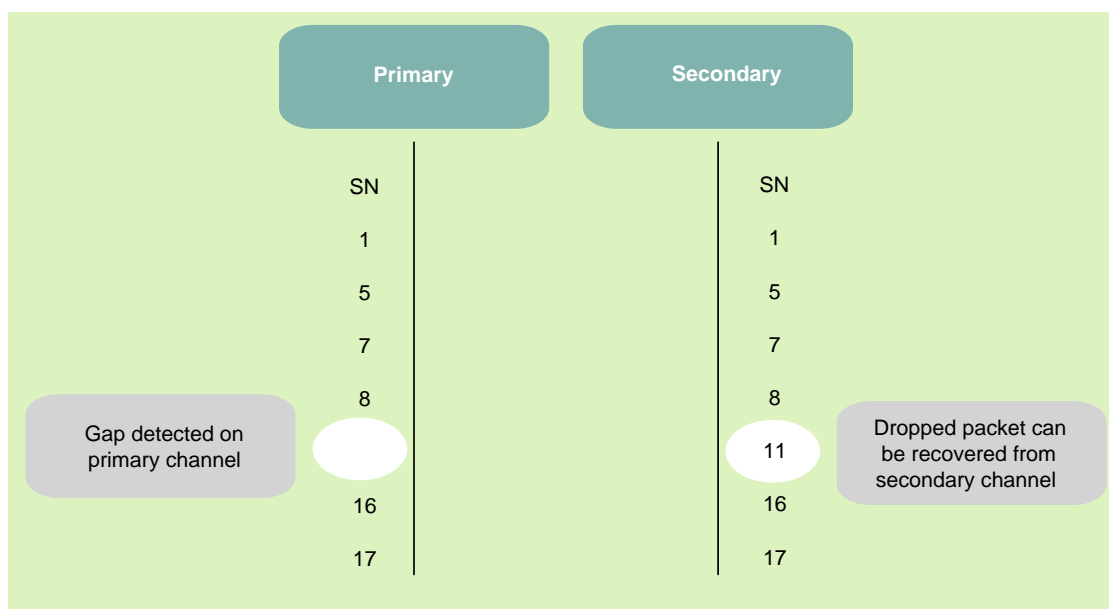 Primary
Secondary
SN
SN
1
1
5
5
7
7
8
8
Gap detected on
primary channel
11
Dropped packet can
be recovered from
secondary channel
16
16
17
17